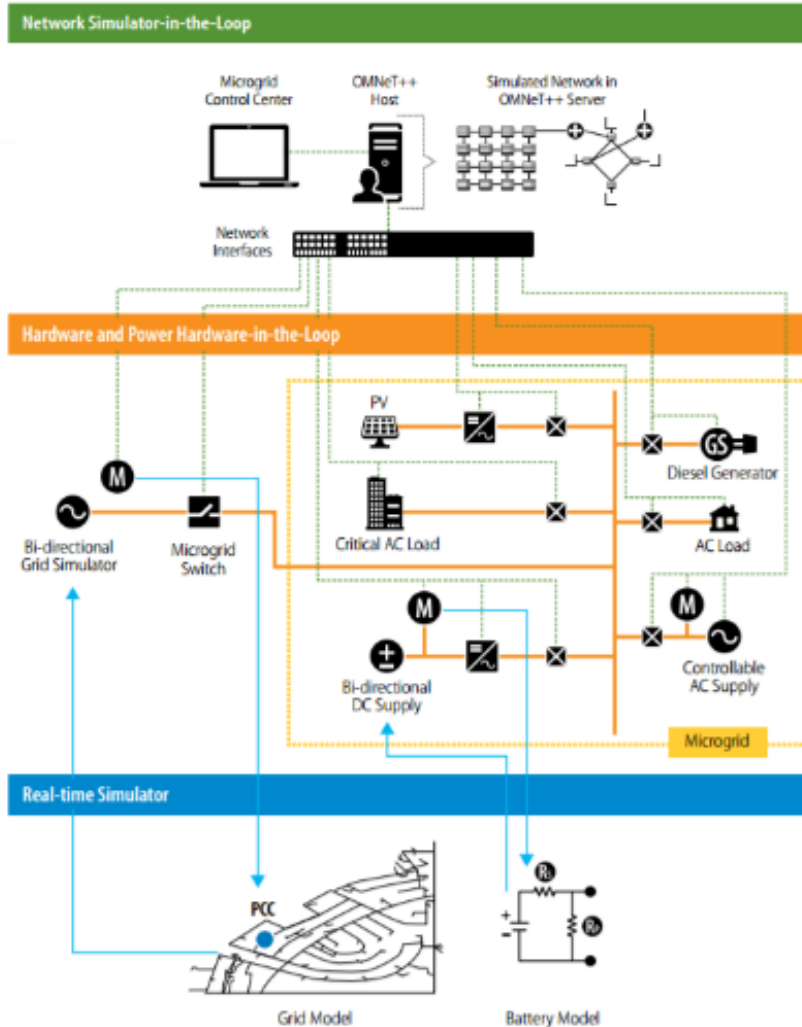 Network Simulator-in-the-Loop
Microgrid
Control Center
OMNeT++
Host
Simulated Network in
OMNeT++ Server
Network
Interfaces
Hardware and Power Hardware-in-the-Loop
PV
GS
Diesel Generator
M
Bi-directional
Grid Simulator
Microgrid
Switch
Critical AC Load
AC Load
M
M
Bi-directional
DC Supply
Controllable
AC Supply
Microgrid
Real-time Simulator
PCC
Rs
Rp
Grid Model
Battery Model